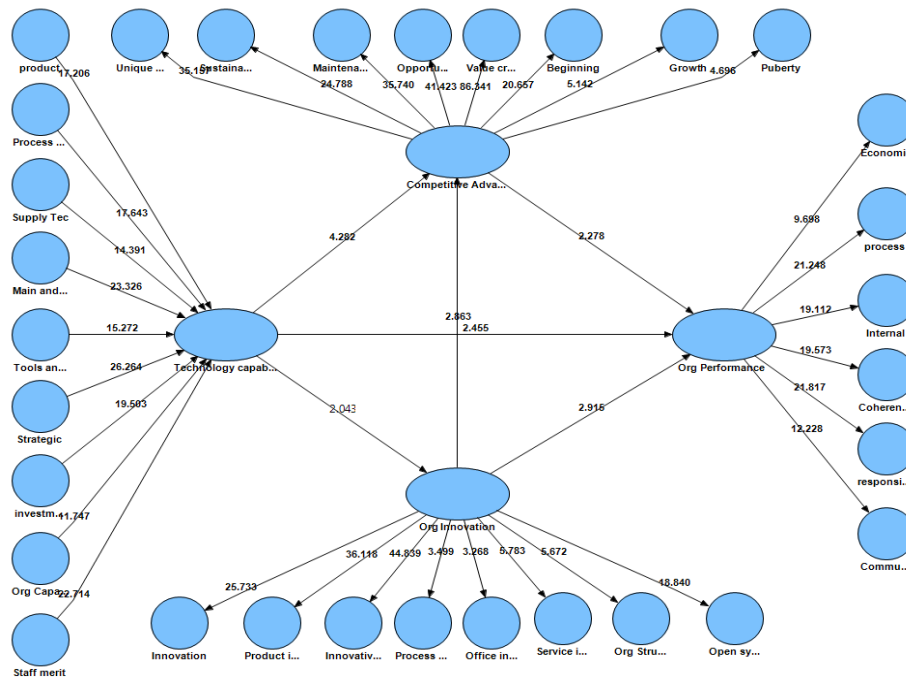 product
Unique ...
Sustaina...
Maintena...
Opportu...
Value cr...
Beginning
Growth
Puberty
17.206
35.157
24.788
35.740
41.423
86.341
20.657
5.142
4.696
Process ...
Economi
Competitive Adva...
Supply Tec
17.643
9.698
4.282
2.278
process
14.391
21.248
Main and...
23.326
19.112
Internal
2.863
15.272
2.455
19.573
Tools an...
Technology capab...
Org Performance
26.264
21.817
Coheren...
19.503
2.043
2.915
12.228
Strategic
responsi...
investm...
11.747
Org Innovation
Commu...
36.118
44.839
3.499
3.268
5.783
5.672
25.733
18.840
Org Capa...
22.714
Staff merit
Innovation
Product i...
Innovativ...
Process ...
Office in...
Service i...
Org Stru...
Open sy...